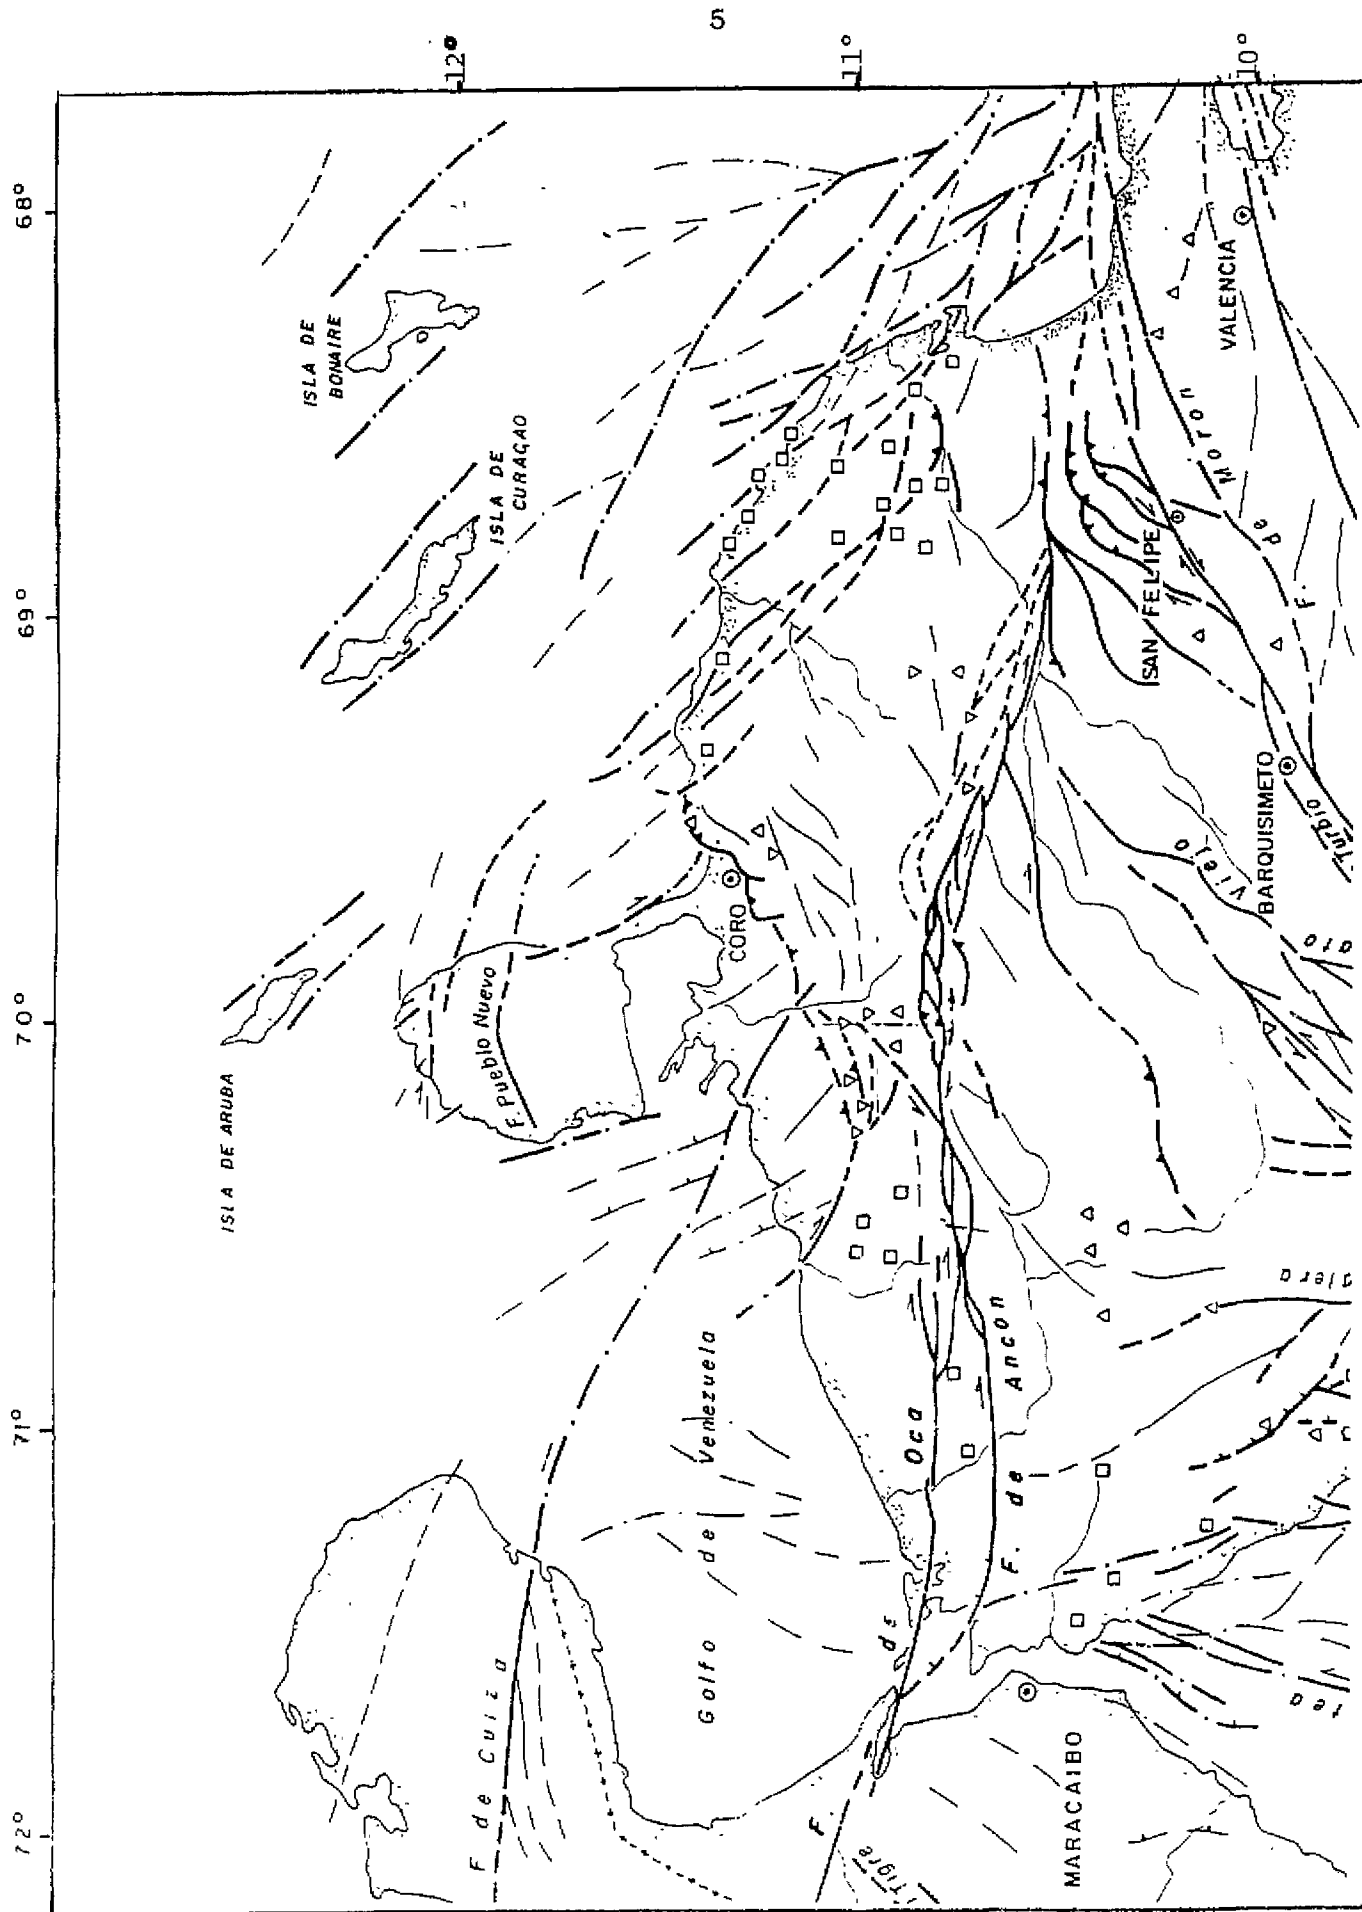 5
12°
11°
10°
68°
69°
70°
71°
72°
ISLA DE
BONAIRE
ISLA DE
CURAÇAO
ISLA DE ARUBA
F. Pueblo Nuevo
CORO
VALENCIA
SAN FELIPE
F. de Moron
BARQUISIMETO
Turbio
Viejo
Golfo de Venezuela
F de Cuiza
F. de Oca
F. de Ancon
MARACAIBO
Tigre